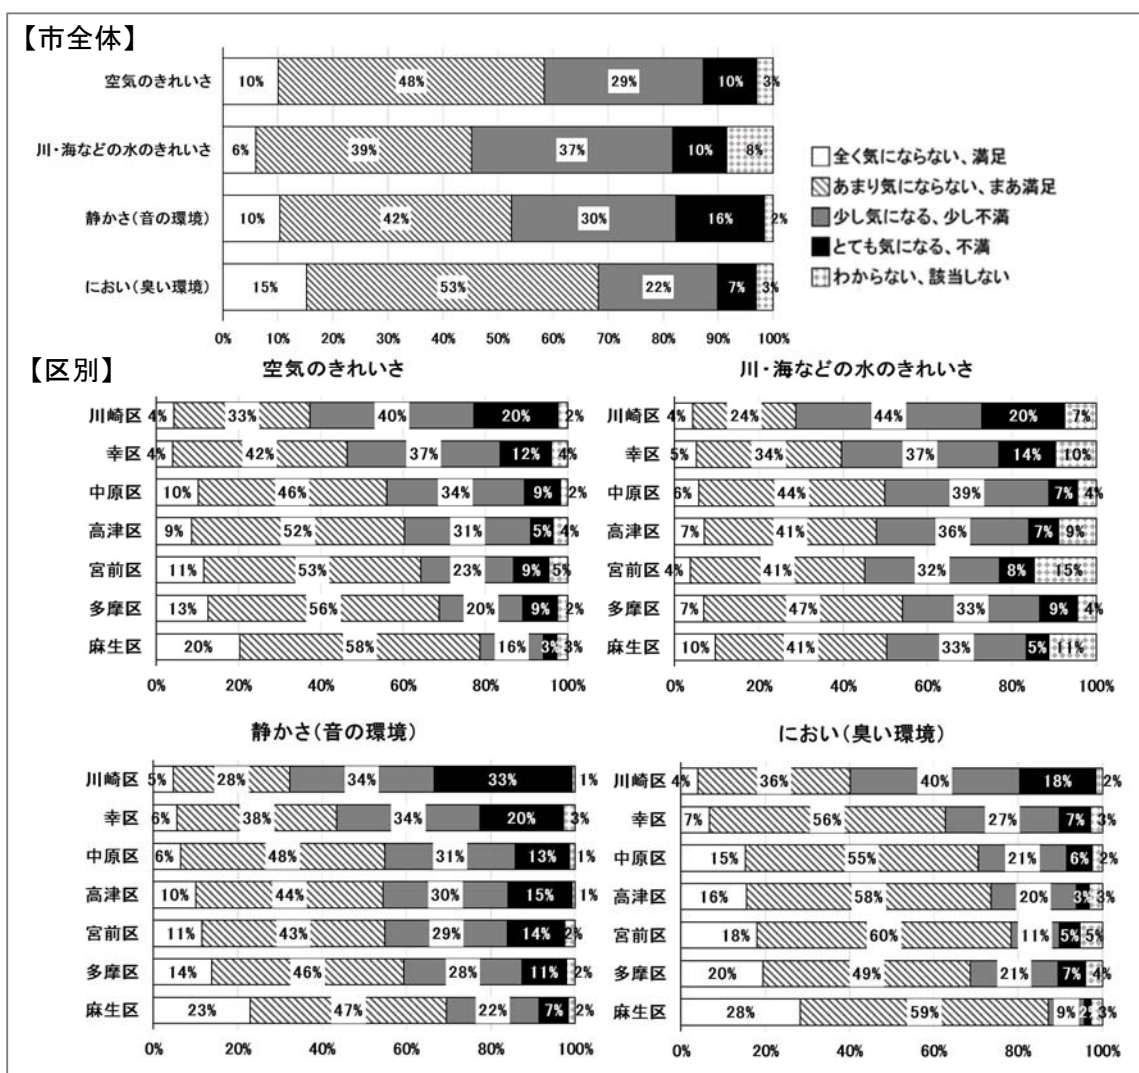 【市全体】
0% 10% 20% 30% 40% 50% 60% 70% 80% 90% 100%
空気のきれいさ 10% 48% 29% 10% 3%
川・海などの水のきれいさ 6% 39% 37% 10% 8%
静かさ(音の環境) 10% 42% 30% 16% 2%
におい(臭い環境) 15% 53% 22% 7% 3%
0% 10% 20% 30% 40% 50% 60% 70% 80% 90% 100%
全く気にならない、満足
あまり気にならない、まあ満足
少し気になる、少し不満
とても気になる、不満
わからない、該当しない
【区別】
空気のきれいさ
川崎区 4% 33% 40% 20% 2%
幸区 4% 42% 37% 12% 4%
中原区 10% 46% 34% 9% 2%
高津区 9% 52% 31% 5% 4%
宮前区 11% 53% 23% 9% 5%
多摩区 13% 56% 20% 9% 2%
麻生区 20% 58% 16% 3% 3%
0% 20% 40% 60% 80% 100%
川・海などの水のきれいさ
川崎区 4% 24% 44% 20% 7%
幸区 5% 34% 37% 14% 10%
中原区 6% 44% 39% 7% 4%
高津区 7% 41% 36% 7% 9%
宮前区 4% 41% 32% 8% 15%
多摩区 7% 47% 33% 9% 4%
麻生区 10% 41% 33% 5% 11%
0% 20% 40% 60% 80% 100%
静かさ(音の環境)
川崎区 5% 28% 34% 33% 1%
幸区 6% 38% 34% 20% 3%
中原区 6% 48% 31% 13% 1%
高津区 10% 44% 30% 15% 1%
宮前区 11% 43% 29% 14% 2%
多摩区 14% 46% 28% 11% 2%
麻生区 23% 47% 22% 7% 2%
0% 20% 40% 60% 80% 100%
におい(臭い環境)
川崎区 4% 36% 40% 18% 2%
幸区 7% 56% 27% 7% 3%
中原区 15% 55% 21% 6% 2%
高津区 16% 58% 20% 3% 3%
宮前区 18% 60% 11% 5% 5%
多摩区 20% 49% 21% 7% 4%
麻生区 28% 59% 9% 2% 3%
0% 20% 40% 60% 80% 100%